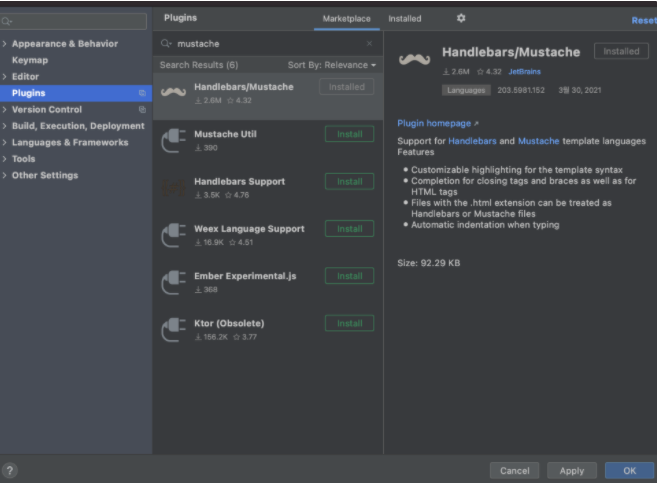 Plugins
Marketplace
Installed
Reset
Appearance & Behavior
Keymap
Editor
Plugins
Version Control
Build, Execution, Deployment
Languages & Frameworks
Tools
Other Settings
mustache
Search Results (6)
Sort By: Relevance
Handlebars/Mustache
Installed
2.6M 4.32
Mustache Util
Install
390
Handlebars Support
Install
3.5K 4.76
Weex Language Support
Install
16.9K 4.51
Ember Experimental.js
Install
368
Ktor (Obsolete)
Install
156.2K 3.77
Handlebars/Mustache
Installed
2.6M 4.32 JetBrains
Languages 203.5981.152 3월 30, 2021
Plugin homepage ↗
Support for Handlebars and Mustache template languages
Features
• Customizable highlighting for the template syntax
• Completion for closing tags and braces as well as for
HTML tags
• Files with the .html extension can be treated as
Handlebars or Mustache files
• Automatic indentation when typing
Size: 92.29 KB
?
Cancel
Apply
OK